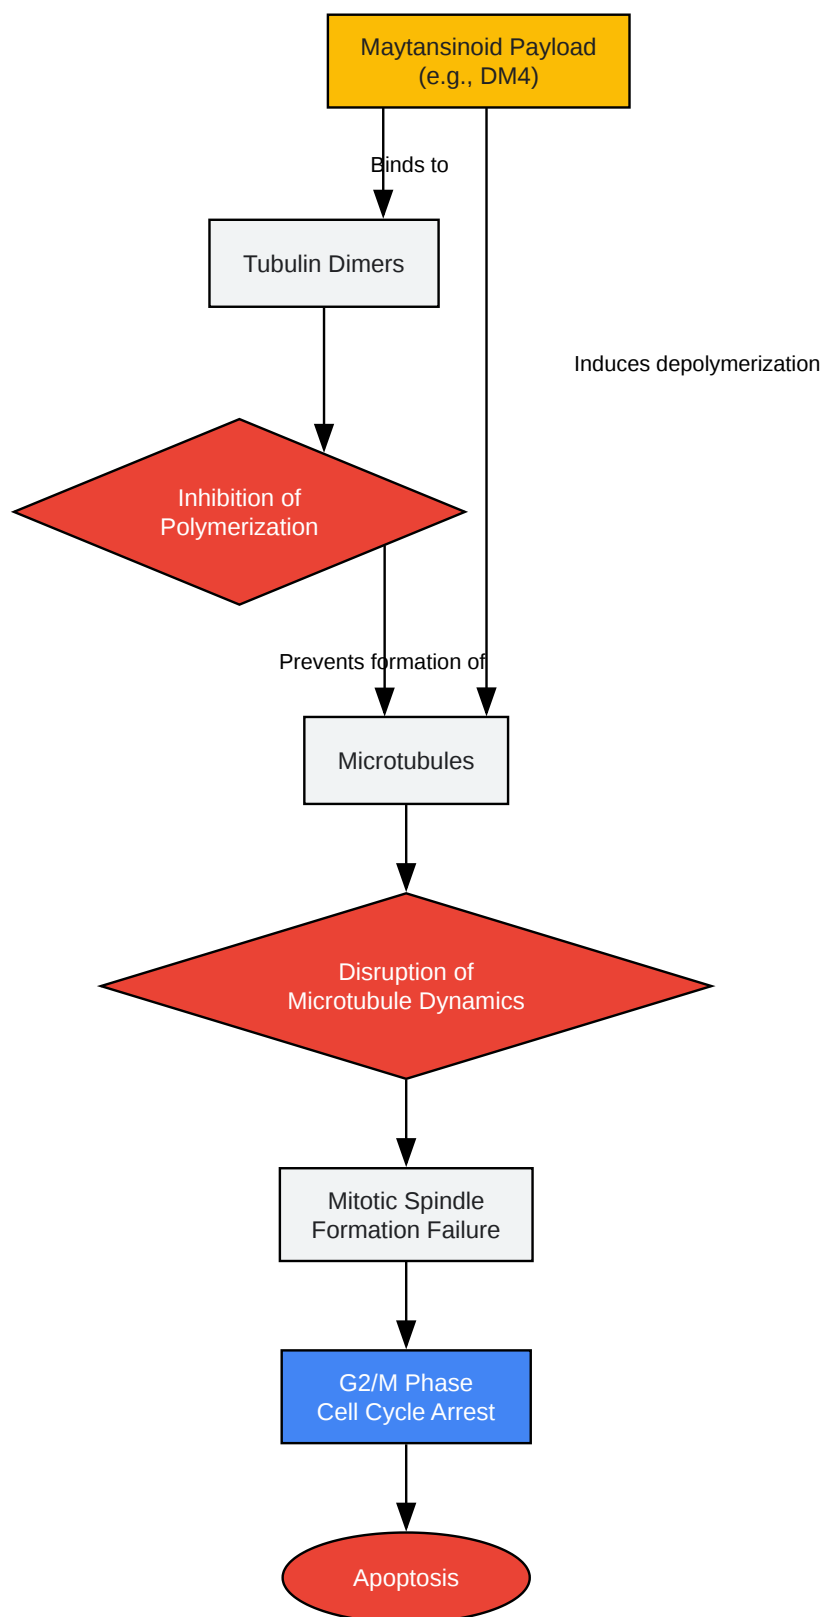 Maytansinoid Payload
(e.g., DM4)
Binds to
Tubulin Dimers
Induces depolymerization
Inhibition of
Polymerization
Prevents formation of
Microtubules
Disruption of
Microtubule Dynamics
Mitotic Spindle
Formation Failure
G2/M Phase
Cell Cycle Arrest
Apoptosis